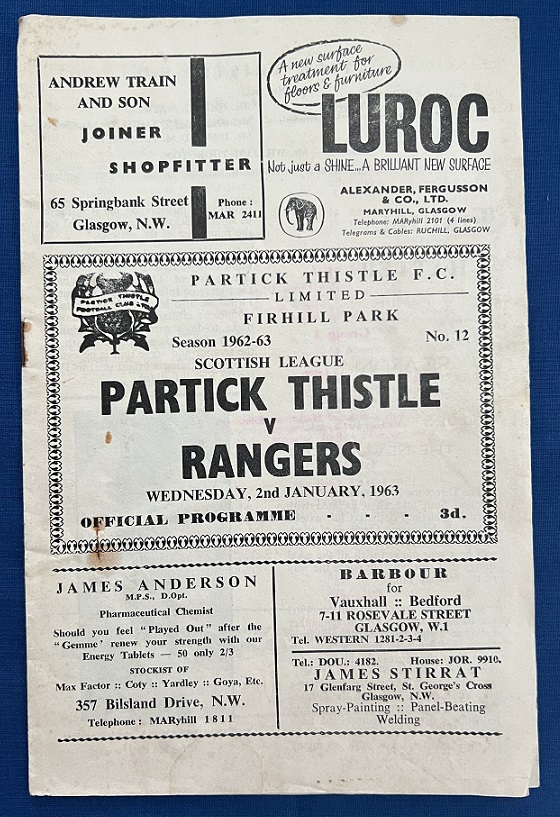 ANDREW TRAIN
AND SON
JOINER
SHOPFITTER
65 Springbank Street
Glasgow, N.W.
Phone :
MAR 2411
A new surface
treatment for
floors & furniture
LUROC
Not just a SHINE...A BRILLIANT NEW SURFACE
ALEXANDER, FERGUSSON
& CO., LTD.
MARYHILL, GLASGOW
Telephone: MARyhill 2101 (4 lines)
Telegrams & Cables: RUCHILL, GLASGOW
PARTICK THISTLE
FOOTBALL CLUB LTD
PARTICK THISTLE F.C.
LIMITED
FIRHILL PARK
Season 1962-63
No. 12
SCOTTISH LEAGUE
PARTICK THISTLE
v
RANGERS
WEDNESDAY, 2nd JANUARY, 1963
OFFICIAL PROGRAMME - - - 3d.
JAMES ANDERSON
M.P.S., D.Opt.
Pharmaceutical Chemist
Should you feel "Played Out" after the
"Gemme' renew your strength with our
Energy Tablets — 50 only 2/3
STOCKIST OF
Max Factor :: Coty :: Yardley :: Goya, Etc.
357 Bilsland Drive, N.W.
Telephone : MARyhill 1811
BARBOUR
for
Vauxhall :: Bedford
7-11 ROSEVALE STREET
GLASGOW, W.1
Tel. WESTERN 1281-2-3-4
Tel.: DOU.: 4182. House: JOR. 9910.
JAMES STIRRAT
17 Glenfarg Street, St. George's Cross
Glasgow, N.W.
Spray-Painting :: Panel-Beating
Welding